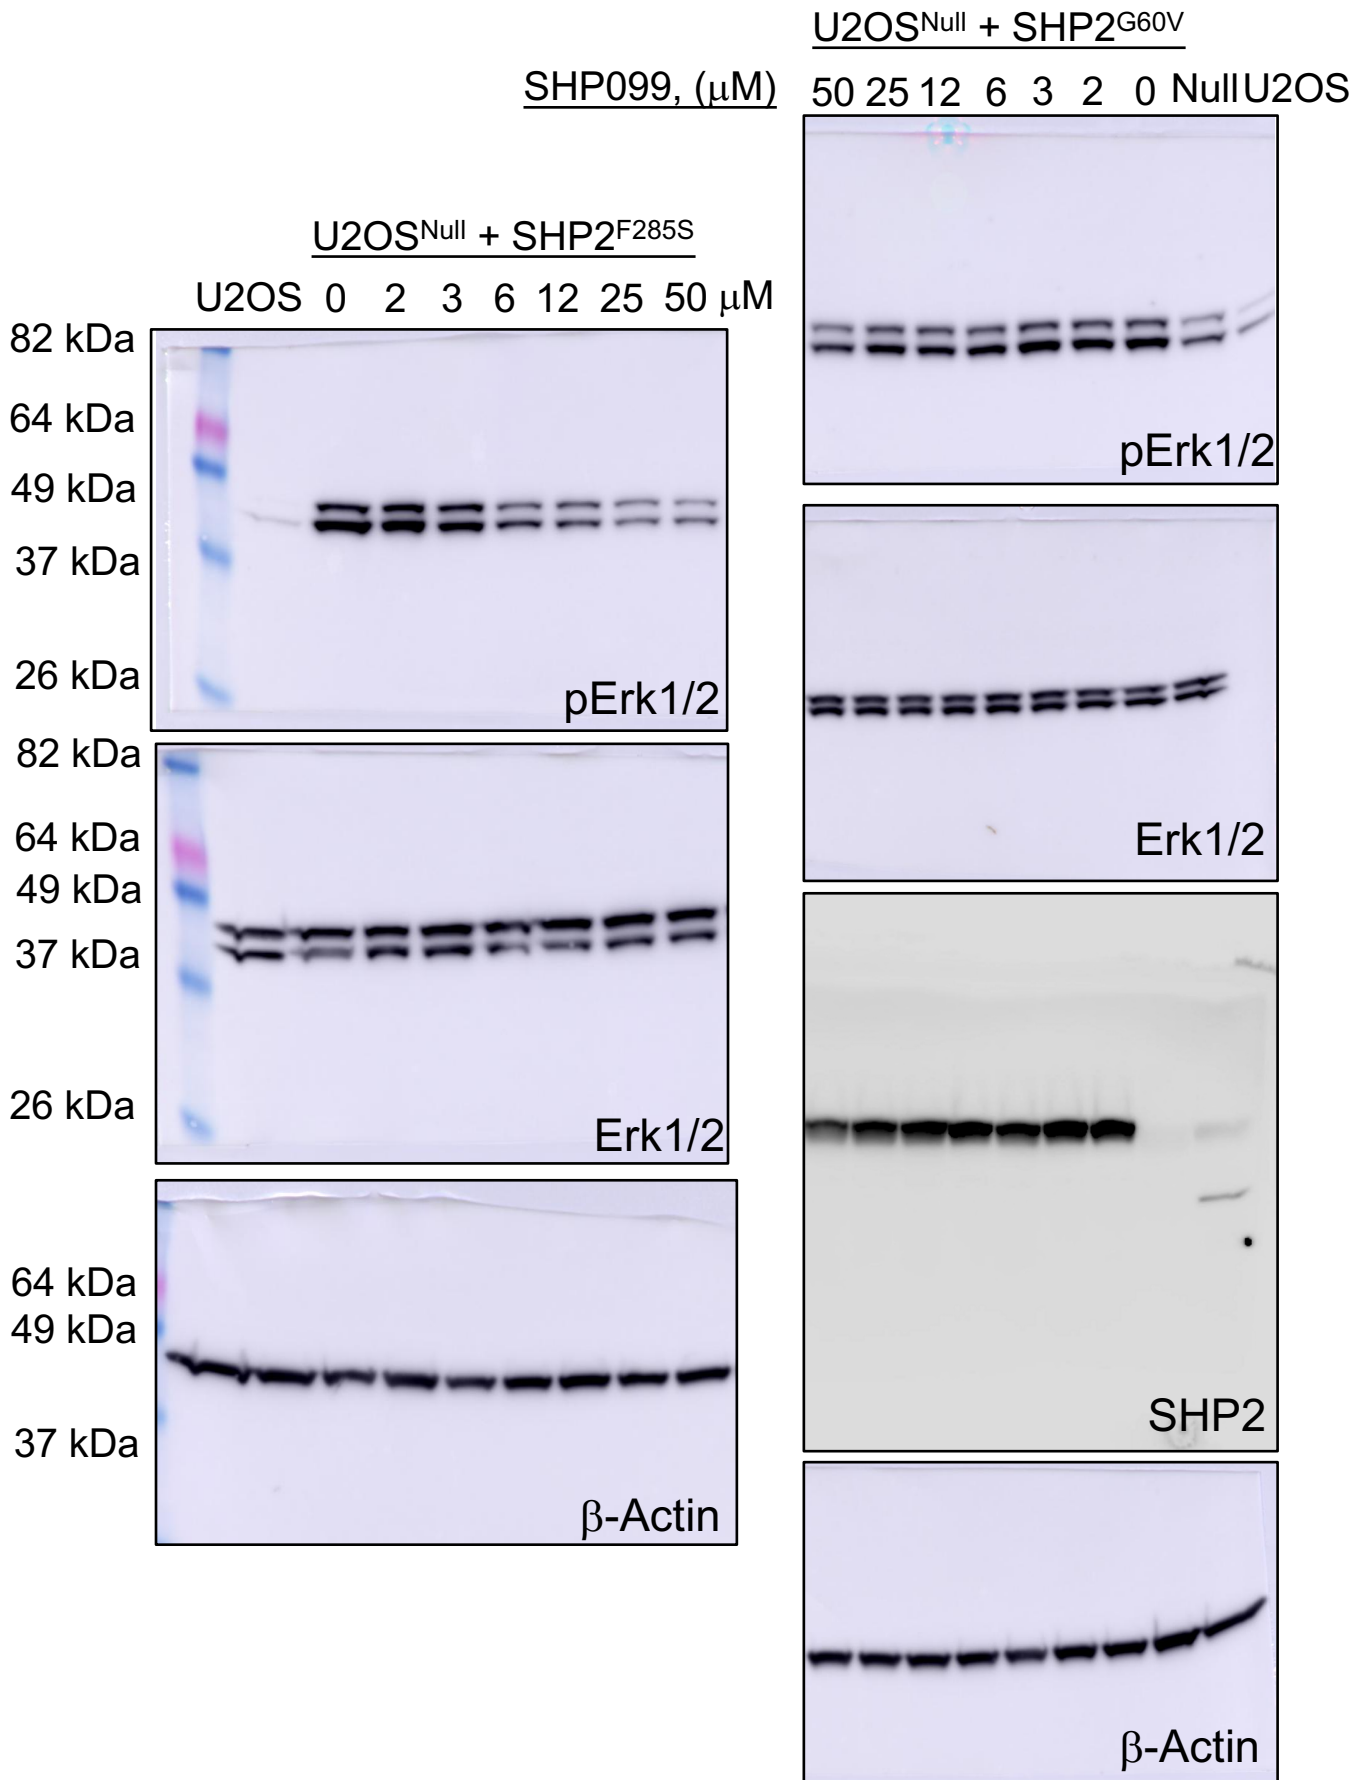 U2OSNull + SHP2G60V
SHP099, (μM) 50 25 12 6 3 2 0 Null U2OS
pErk1/2
Erk1/2
SHP2
β-Actin
U2OSNull + SHP2F285S
U2OS 0 2 3 6 12 25 50 μM
82 kDa
64 kDa
49 kDa
37 kDa
26 kDa
pErk1/2
82 kDa
64 kDa
49 kDa
37 kDa
26 kDa
Erk1/2
64 kDa
49 kDa
37 kDa
β-Actin